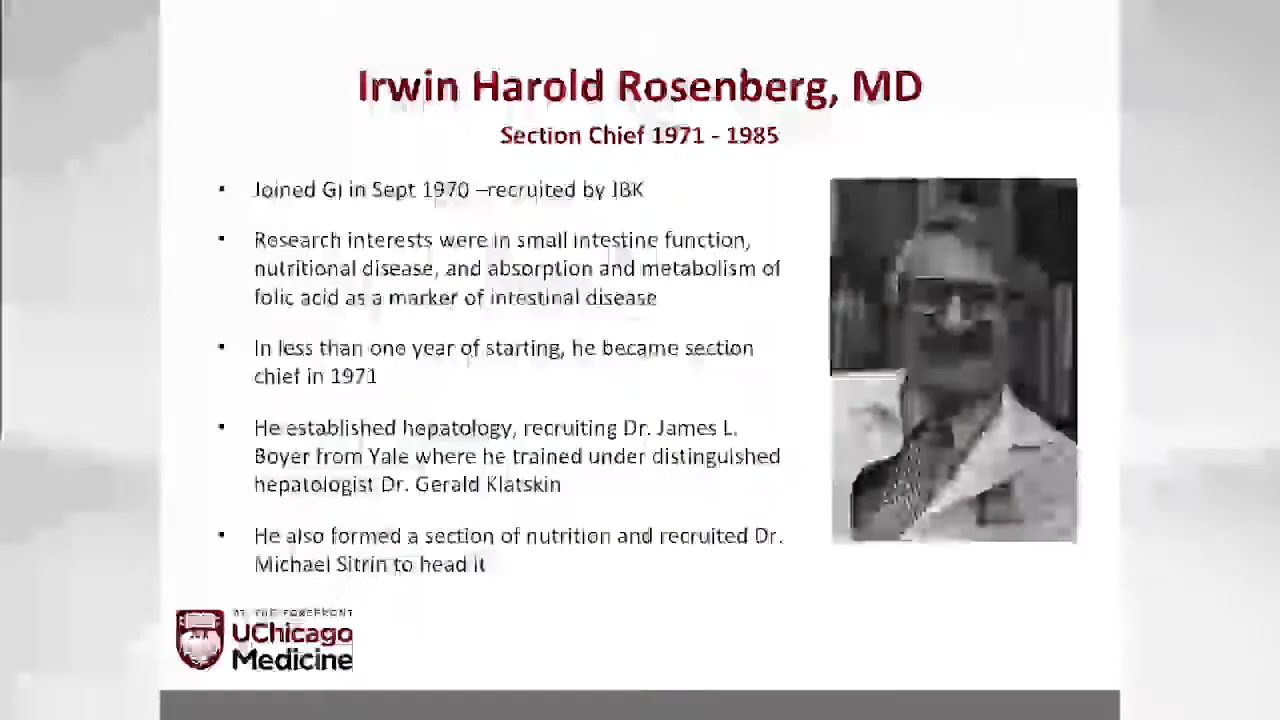 Irwin Harold Rosenberg, MD
Section Chief 1971 - 1985
• Joined GI in Sept 1970 –recruited by JBK
• Research interests were in small intestine function,
nutritional disease, and absorption and metabolism of
folic acid as a marker of intestinal disease
• In less than one year of starting, he became section
chief in 1971
• He established hepatology, recruiting Dr. James L.
Boyer from Yale where he trained under distinguished
hepatologist Dr. Gerald Klatskin
• He also formed a section of nutrition and recruited Dr.
Michael Sitrin to head it
AT THE FOREFRONT
UChicago
Medicine